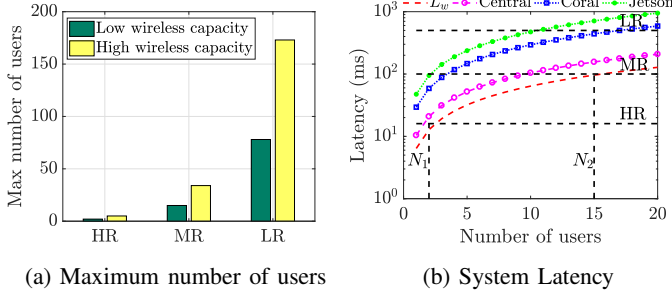 Max number of users
200
150
100
50
0
Low wireless capacity
High wireless capacity
HR MR LR
(a) Maximum number of users
L_w Central Coral Jetson
Latency (ms)
10³
10²
10¹
10⁰
LR
MR
HR
N₁ N₂
0 5 10 15 20
Number of users
(b) System Latency